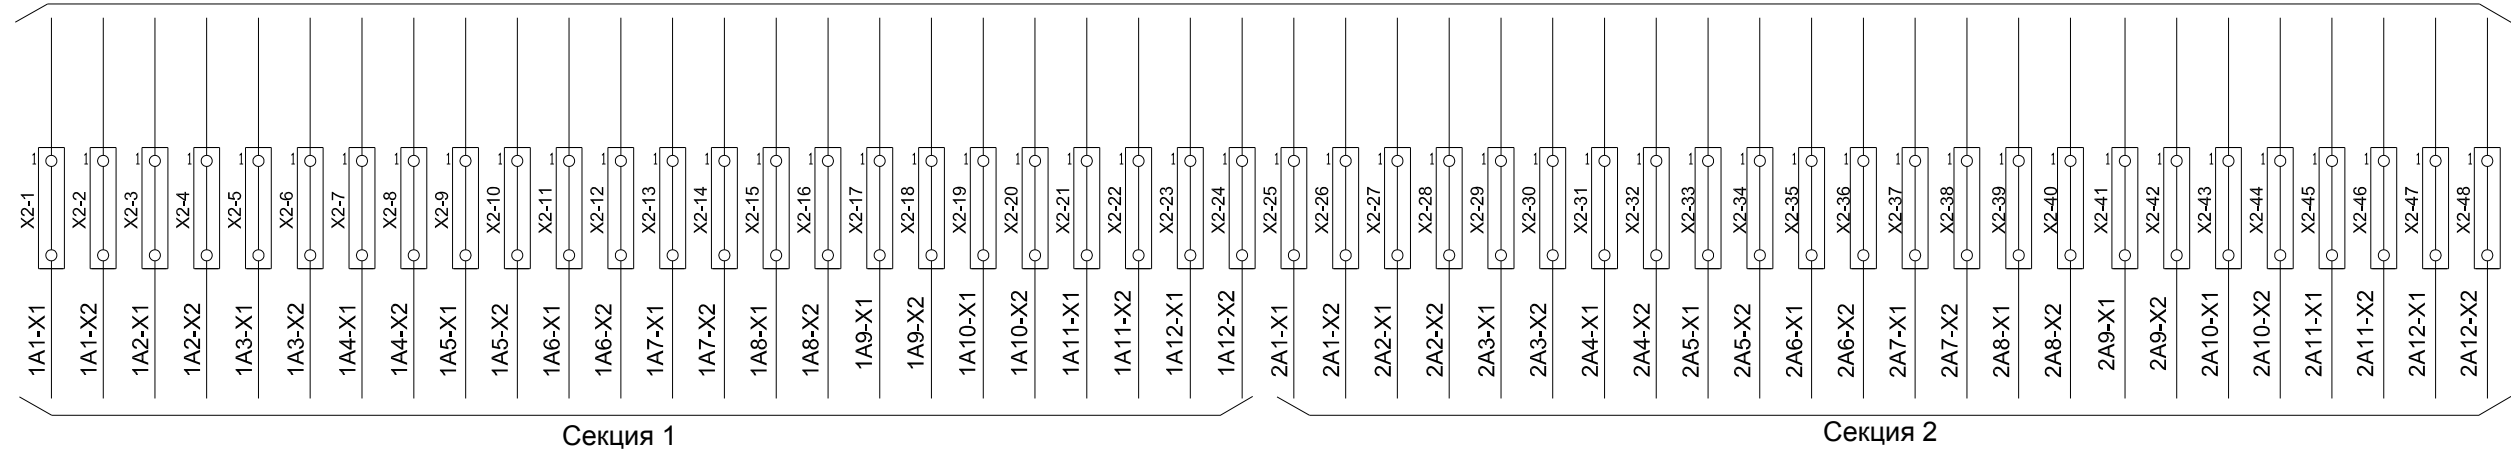 1 1 1 1 1 1 1 1 1 1 1 1 1 1 1 1 1 1 1 1 1 1 1 1 1 1 1 1 1 1 1 1 1 1 1 1 1 1 1 1 1 1 1 1 1 1 1 1
X2-1 X2-2 X2-3 X2-4 X2-5 X2-6 X2-7 X2-8 X2-9 X2-10 X2-11 X2-12 X2-13 X2-14 X2-15 X2-16 X2-17 X2-18 X2-19 X2-20 X2-21 X2-22 X2-23 X2-24 X2-25 X2-26 X2-27 X2-28 X2-29 X2-30 X2-31 X2-32 X2-33 X2-34 X2-35 X2-36 X2-37 X2-38 X2-39 X2-40 X2-41 X2-42 X2-43 X2-44 X2-45 X2-46 X2-47 X2-48
1A1-X1 1A1-X2 1A2-X1 1A2-X2 1A3-X1 1A3-X2 1A4-X1 1A4-X2 1A5-X1 1A5-X2 1A6-X1 1A6-X2 1A7-X1 1A7-X2 1A8-X1 1A8-X2 1A9-X1 1A9-X2 1A10-X1 1A10-X2 1A11-X1 1A11-X2 1A12-X1 1A12-X2 2A1-X1 2A1-X2 2A2-X1 2A2-X2 2A3-X1 2A3-X2 2A4-X1 2A4-X2 2A5-X1 2A5-X2 2A6-X1 2A6-X2 2A7-X1 2A7-X2 2A8-X1 2A8-X2 2A9-X1 2A9-X2 2A10-X1 2A10-X2 2A11-X1 2A11-X2 2A12-X1 2A12-X2
Секция 1 Секция 2